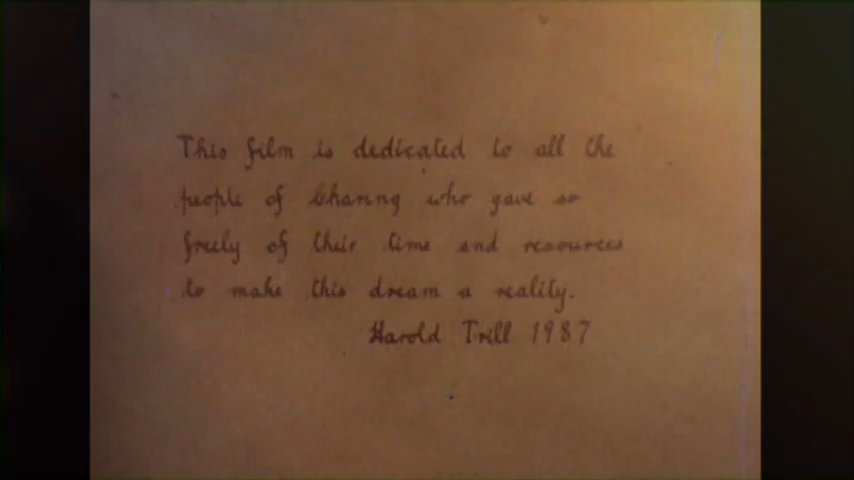 This film is dedicated to all the
people of Charing who gave so
freely of their time and resources
to make this dream a reality.
Harold Trill 1987